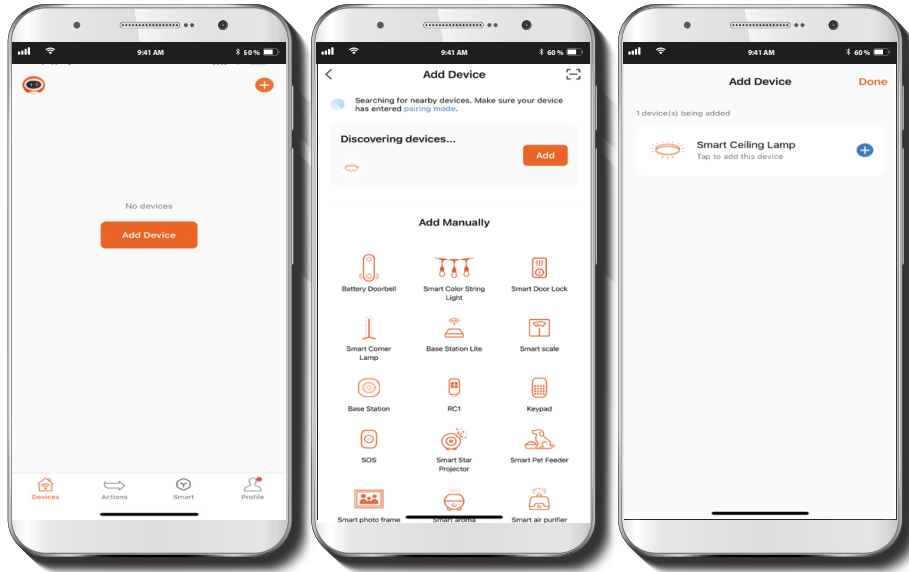 9:41 AM
50%
No devices
Add Device
Devices
Actions
Smart
Profile
9:41 AM
60%
Add Device
Searching for nearby devices. Make sure your device
has entered pairing mode.
Discovering devices...
Add
Add Manually
Battery Doorbell
Smart Color String
Light
Smart Door Lock
Smart Corner
Lamp
Base Station Lite
Smart scale
Base Station
RC1
Keypad
SOS
Smart Star
Projector
Smart Pet Feeder
Smart photo frame
Smart aroma
Smart air purifier
9:41 AM
60%
Add Device
Done
1 device(s) being added
Smart Ceiling Lamp
Tap to add this device